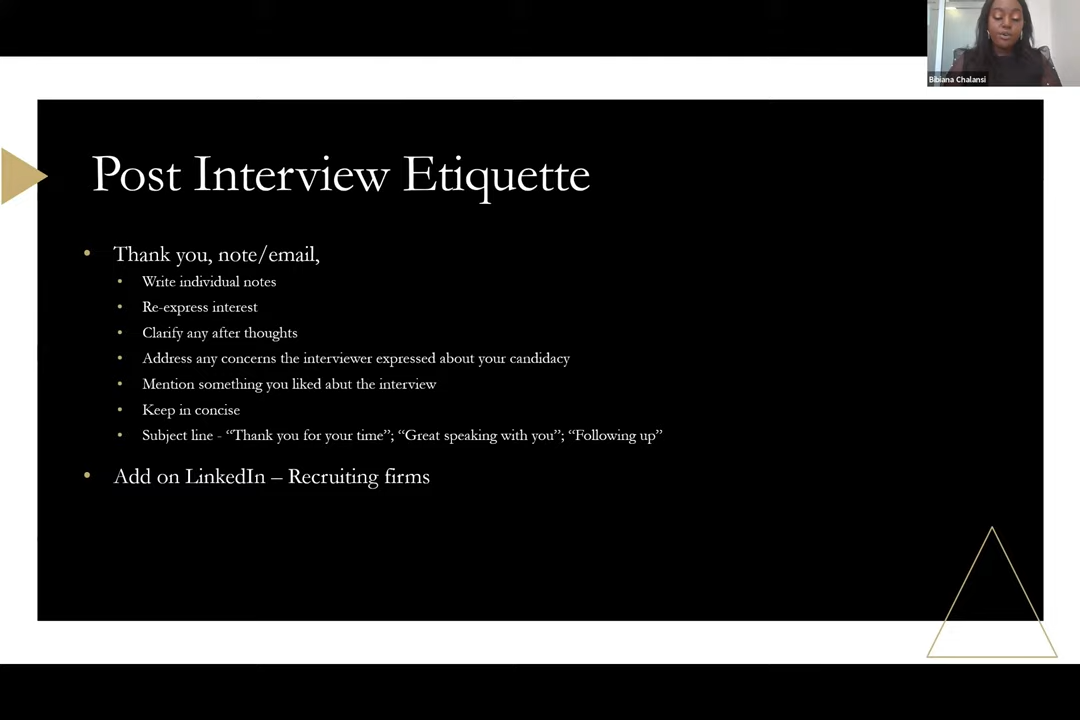 Bibiana Chalansi
Post Interview Etiquette
• Thank you, note/email,
• Write individual notes
• Re-express interest
• Clarify any after thoughts
• Address any concerns the interviewer expressed about your candidacy
• Mention something you liked abut the interview
• Keep in concise
• Subject line - “Thank you for your time”; “Great speaking with you”; “Following up”
• Add on LinkedIn – Recruiting firms